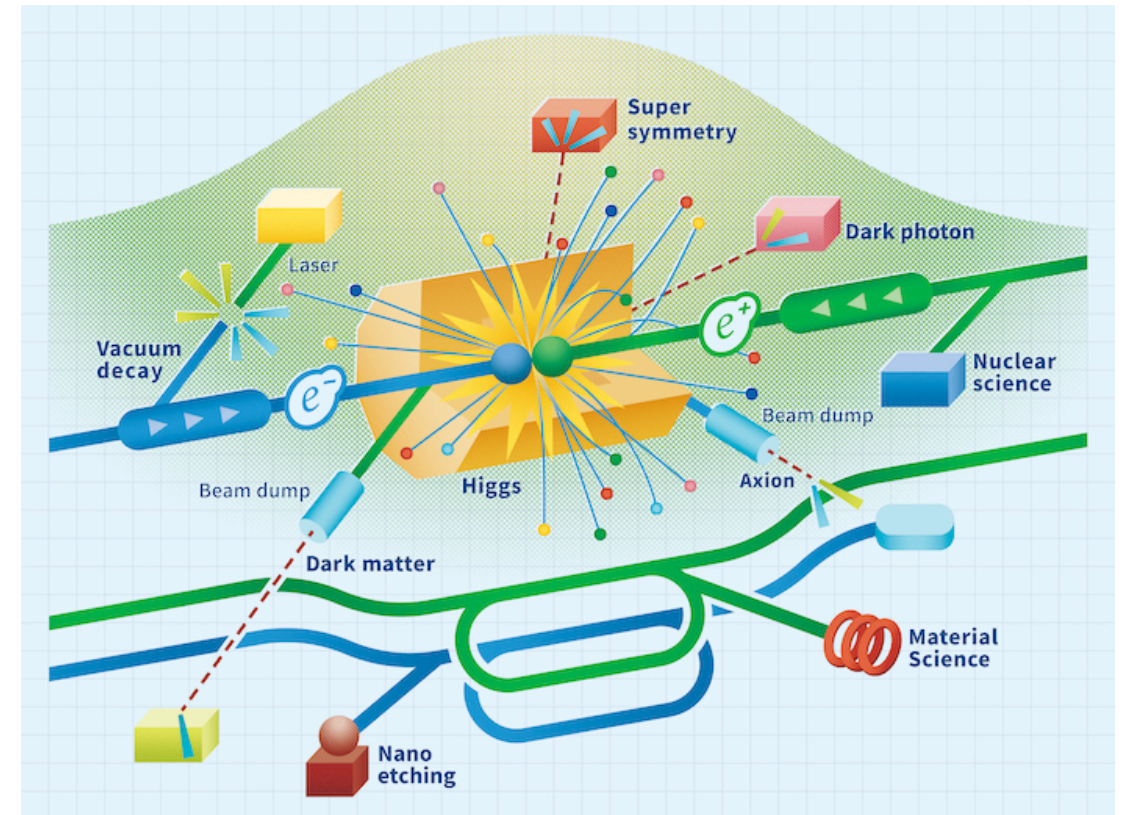 Super
symmetry
Dark photon
Laser
Vacuum
decay
e⁺
e⁻
Nuclear
science
Beam dump
Axion
Higgs
Beam dump
Dark matter
Material
Science
Nano
etching